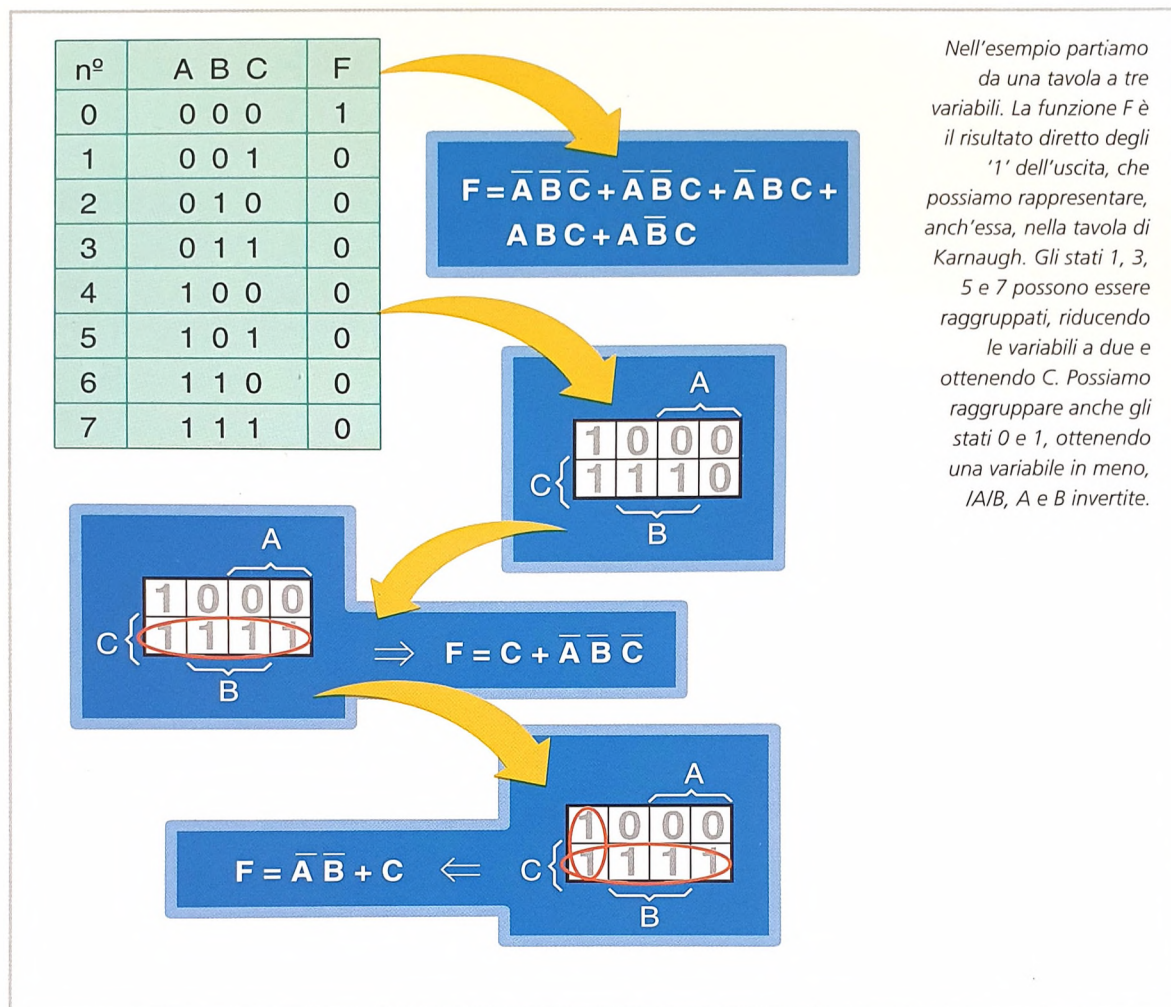 nº A B C F
0 0 0 0 1
1 0 0 1 0
2 0 1 0 0
3 0 1 1 0
4 1 0 0 0
5 1 0 1 0
6 1 1 0 0
7 1 1 1 0
F = A̅ B̅ C̅ + A̅ B̅ C + A̅ B C +
A B C + A B̅ C
Nell'esempio partiamo
da una tavola a tre
variabili. La funzione F è
il risultato diretto degli
'1' dell'uscita, che
possiamo rappresentare,
anch'essa, nella tavola di
Karnaugh. Gli stati 1, 3,
5 e 7 possono essere
raggruppati, riducendo
le variabili a due e
ottenendo C. Possiamo
raggruppare anche gli
stati 0 e 1, ottenendo
una variabile in meno,
/A/B, A e B invertite.
A
1 0 0 0
C { 1 1 1 0
B
A
1 0 0 0
C { 1 1 1 1
B
⇒ F = C + A̅ B̅ C̅
A
1 0 0 0
C { 1 1 1 1
B
F = A̅ B̅ + C ⇐